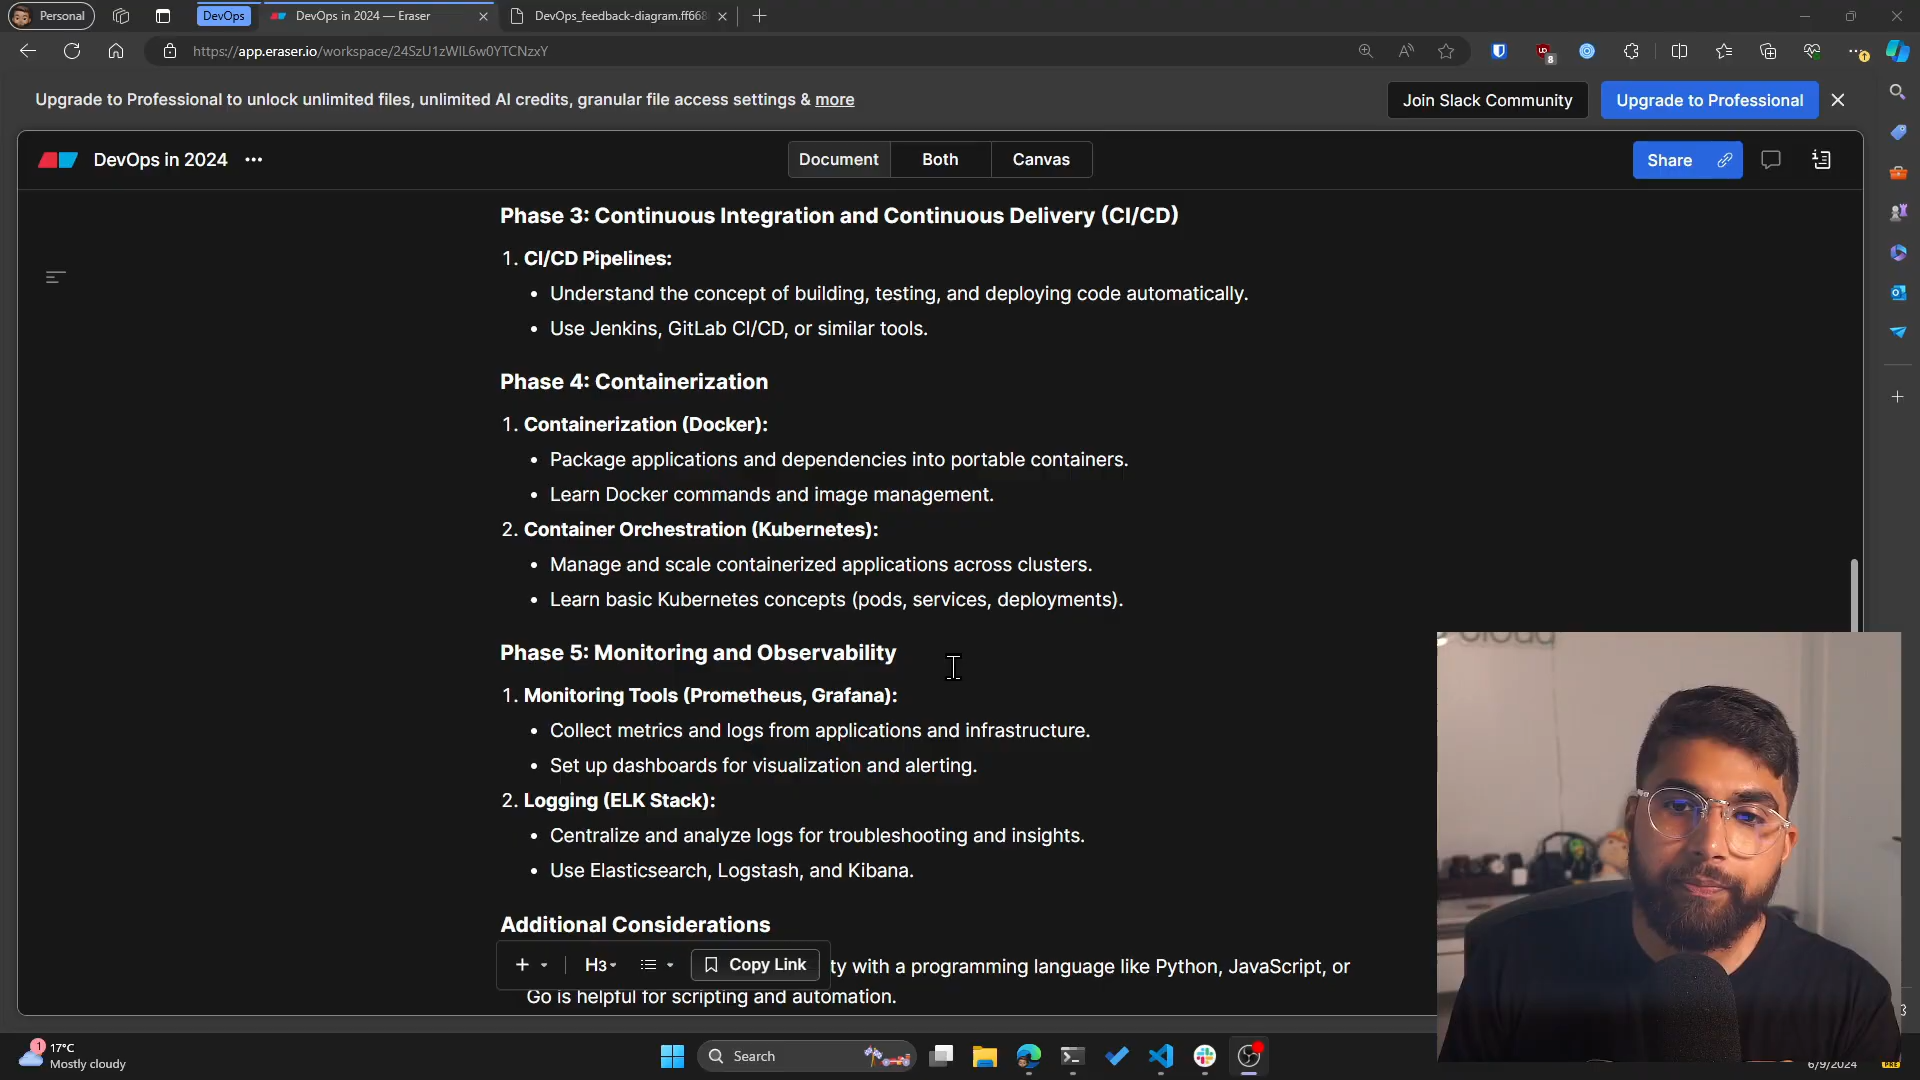 Personal
DevOps
DevOps in 2024 — Eraser
DevOps_feedback-diagram.ff668
https://app.eraser.io/workspace/24SzU1zWIL6w0YTCNzxY
8
Upgrade to Professional to unlock unlimited files, unlimited AI credits, granular file access settings & more
Join Slack Community
Upgrade to Professional
DevOps in 2024
Document
Both
Canvas
Share
Phase 3: Continuous Integration and Continuous Delivery (CI/CD)
1. CI/CD Pipelines:
• Understand the concept of building, testing, and deploying code automatically.
• Use Jenkins, GitLab CI/CD, or similar tools.
Phase 4: Containerization
1. Containerization (Docker):
• Package applications and dependencies into portable containers.
• Learn Docker commands and image management.
2. Container Orchestration (Kubernetes):
• Manage and scale containerized applications across clusters.
• Learn basic Kubernetes concepts (pods, services, deployments).
Phase 5: Monitoring and Observability
1. Monitoring Tools (Prometheus, Grafana):
• Collect metrics and logs from applications and infrastructure.
• Set up dashboards for visualization and alerting.
2. Logging (ELK Stack):
• Centralize and analyze logs for troubleshooting and insights.
• Use Elasticsearch, Logstash, and Kibana.
Additional Considerations
H3
Copy Link
ty with a programming language like Python, JavaScript, or
Go is helpful for scripting and automation.
1
17°C
Mostly cloudy
Search
6/9/2024
PRE